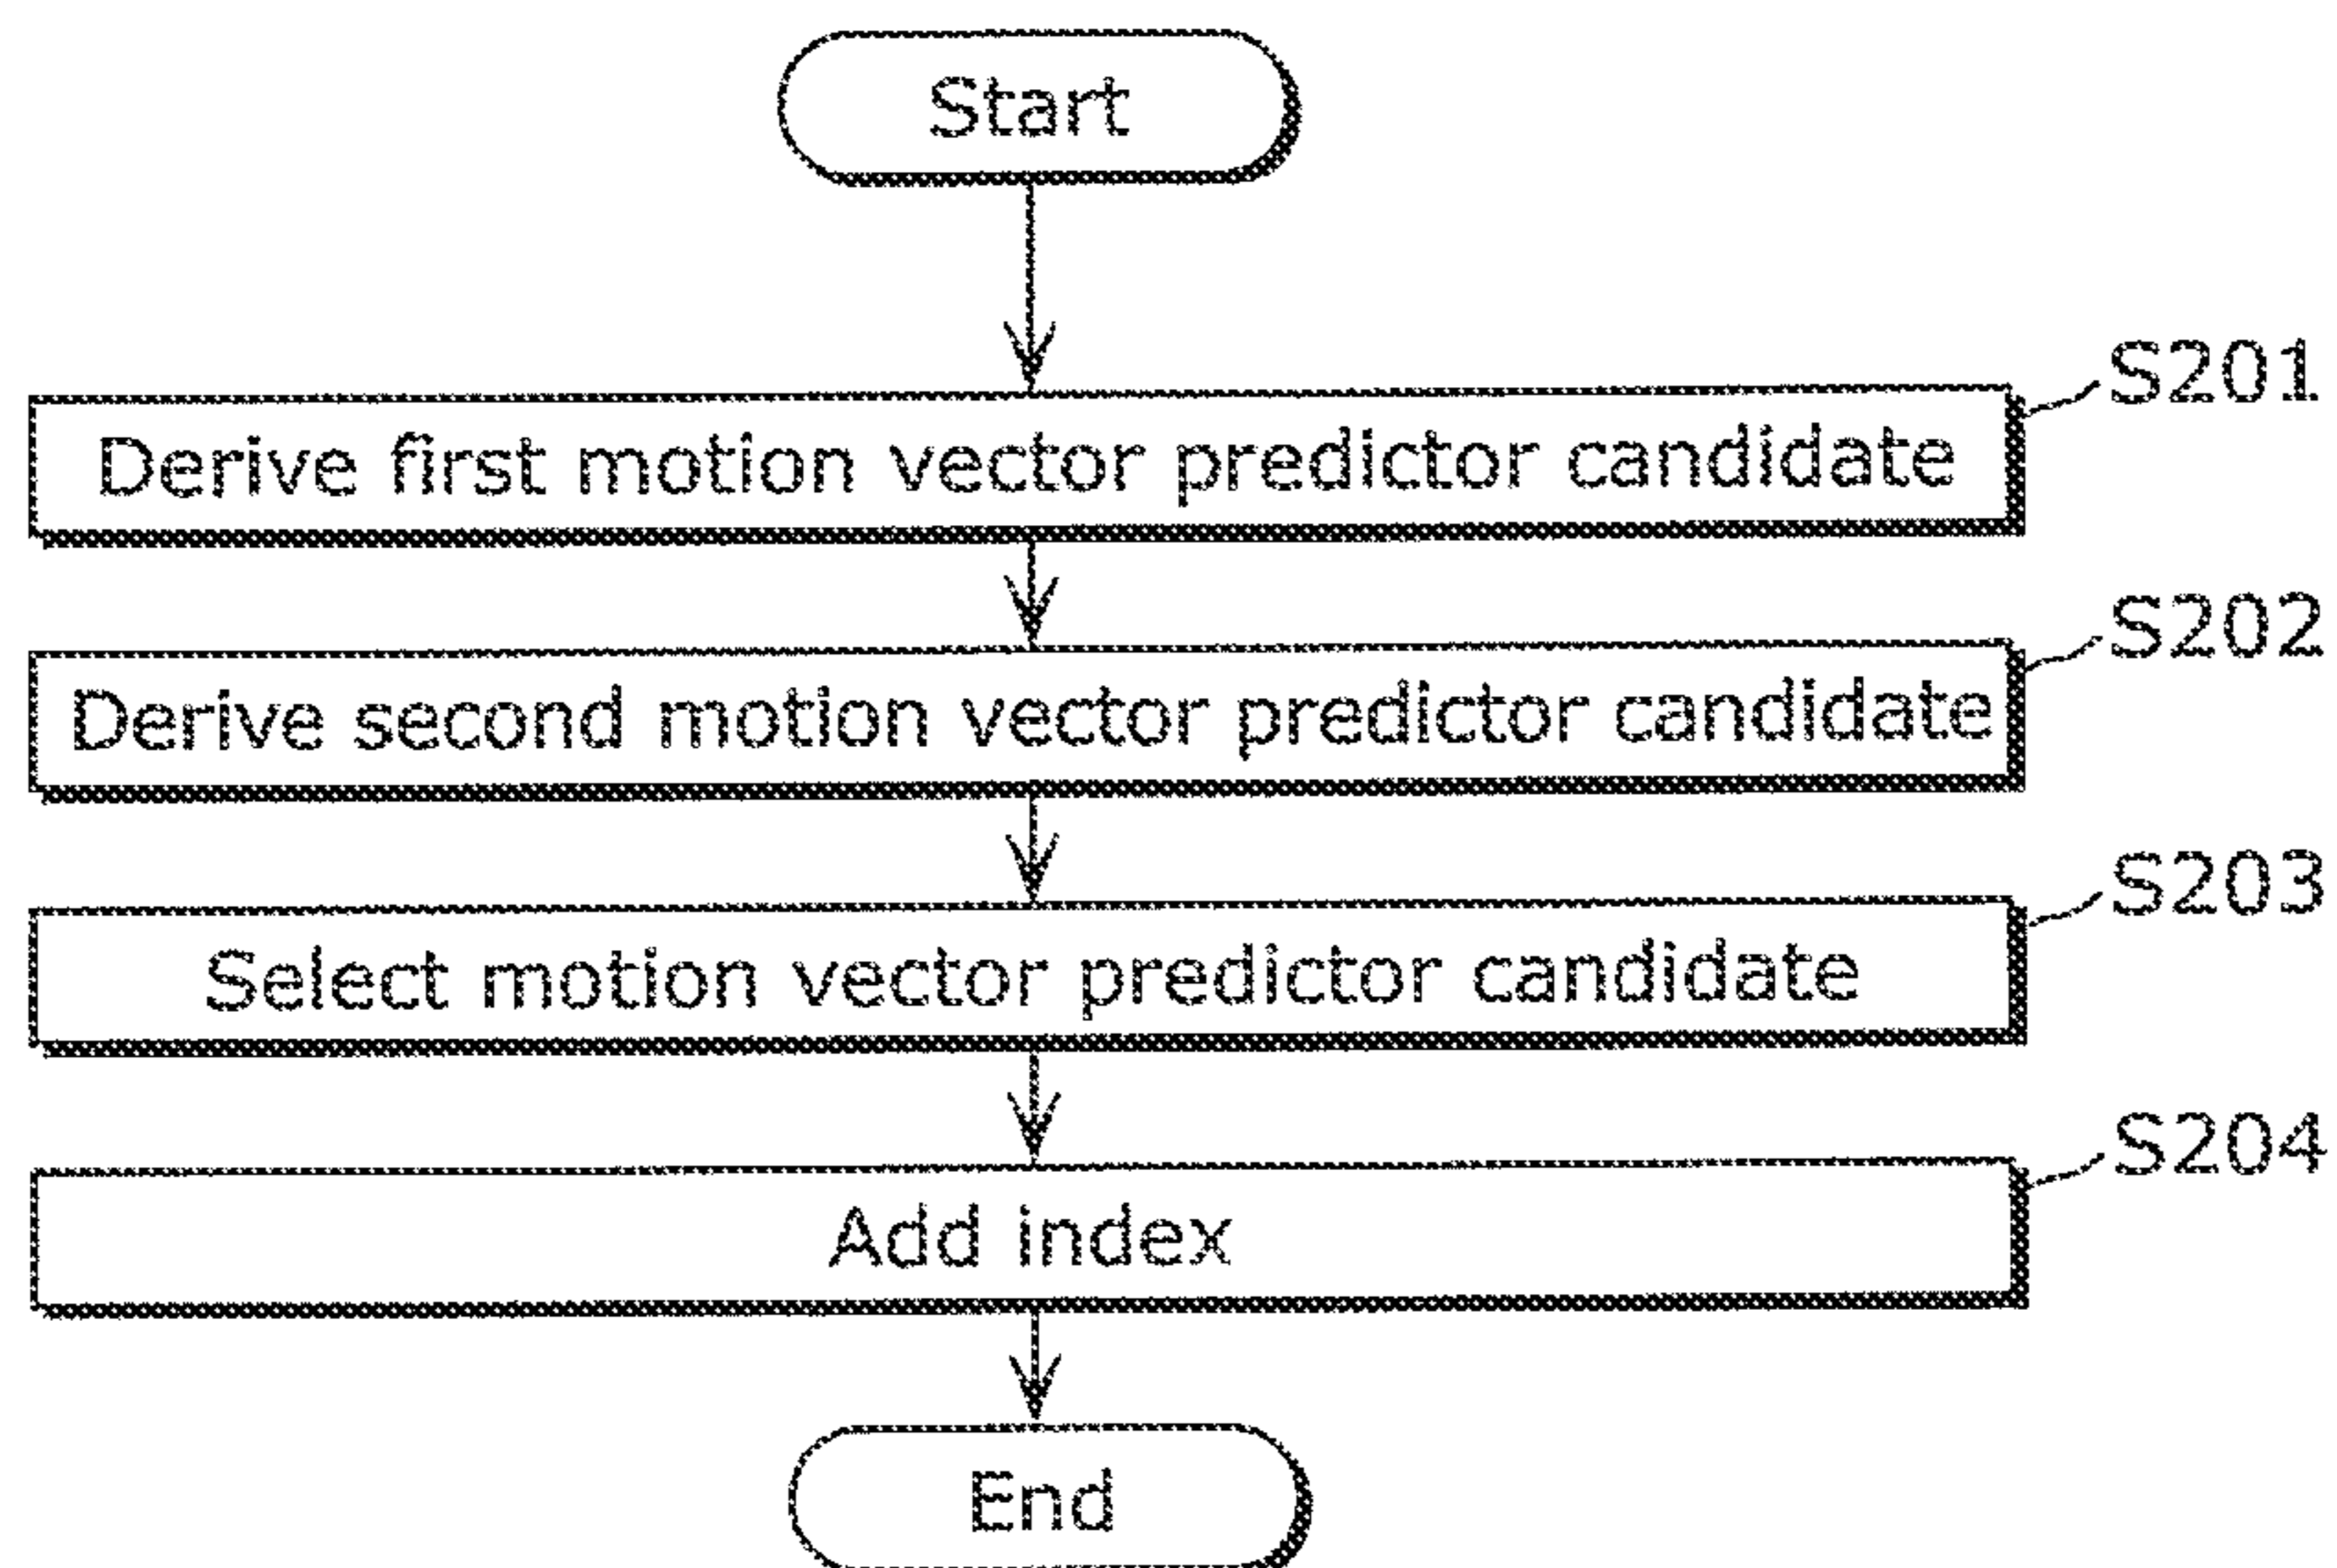 Start
S201
Derive first motion vector predictor candidate
S202
Derive second motion vector predictor candidate
S203
Select motion vector predictor candidate
S204
Add index
End